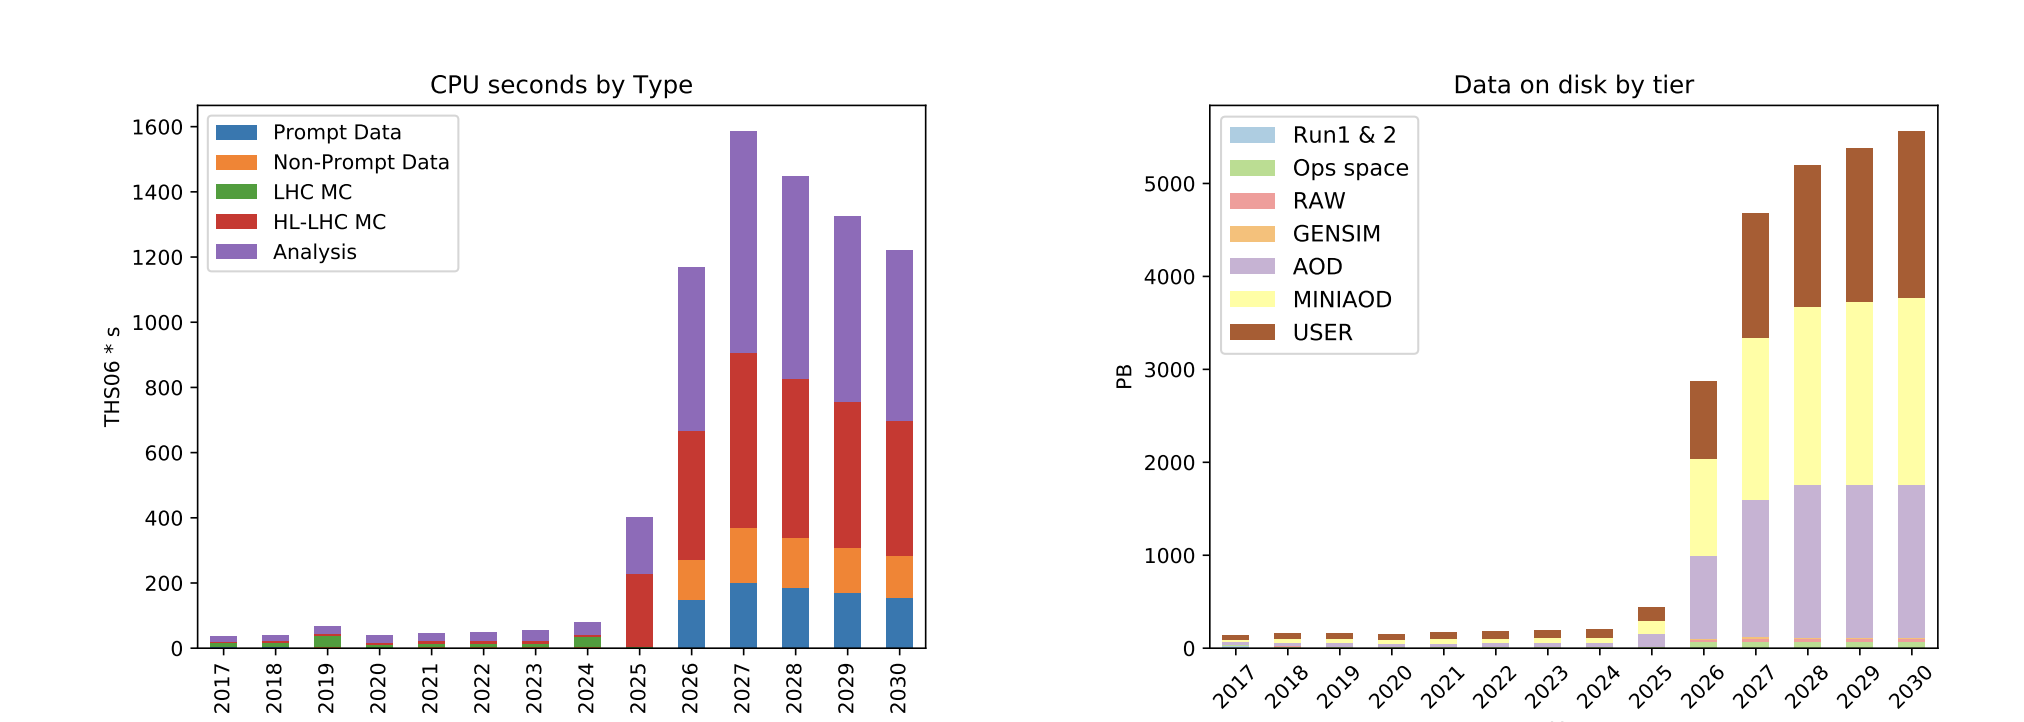 CPU seconds by Type
1600
1400
1200
1000
800
600
400
200
0
THS06 * s
Prompt Data
Non-Prompt Data
LHC MC
HL-LHC MC
Analysis
2017
2018
2019
2020
2021
2022
2023
2024
2025
2026
2027
2028
2029
2030
Data on disk by tier
5000
4000
3000
2000
1000
0
PB
Run1 & 2
Ops space
RAW
GENSIM
AOD
MINIAOD
USER
2017
2018
2019
2020
2021
2022
2023
2024
2025
2026
2027
2028
2029
2030